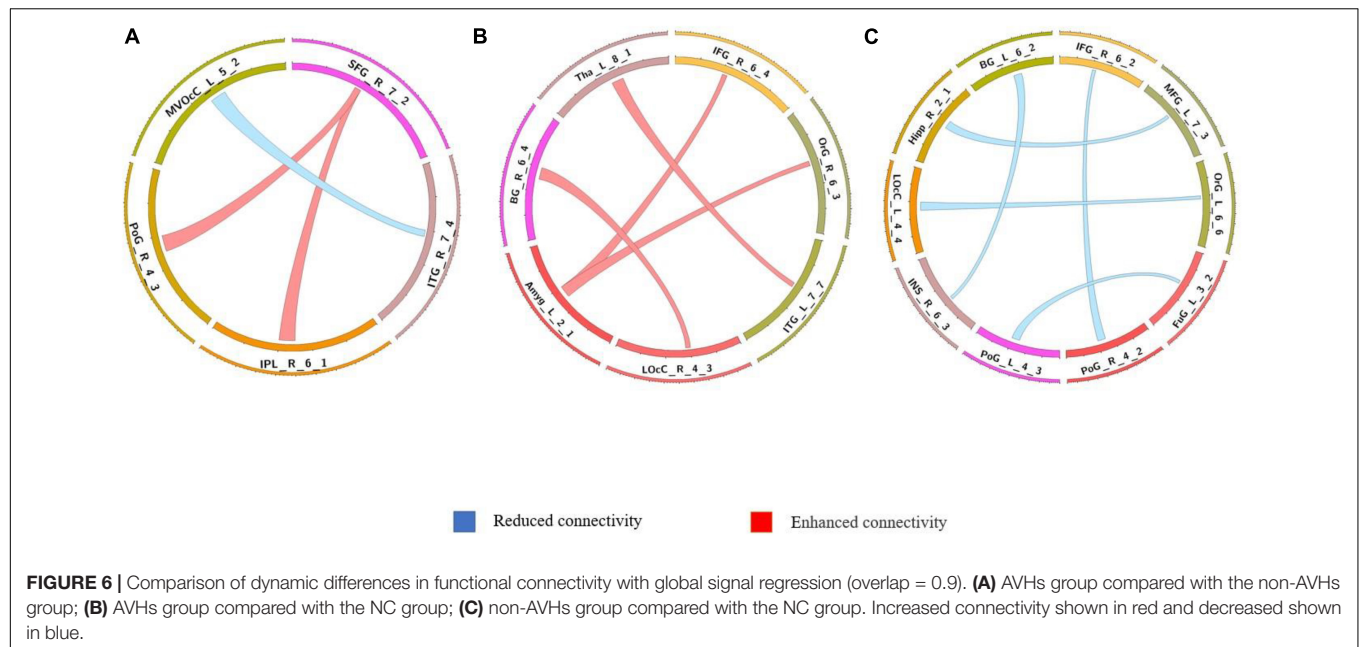 A
MVOcC_L_5_2
SFG_R_7_2
PoG_R_4_3
ITG_R_7_4
IPL_R_6_1
B
Tha_L_8_1
IFG_R_6_4
BG_R_6_4
OrG_R_6_3
Amyg_L_2_1
ITG_L_7_7
LOcC_R_4_3
C
BG_L_6_2
IFG_R_6_2
Hipp_R_2_1
MFG_L_7_3
LOcC_L_4_4
OrG_L_6_6
INS_R_6_3
FuG_L_3_2
PoG_L_4_3
PoG_R_4_2
Reduced connectivity
Enhanced connectivity
FIGURE 6 | Comparison of dynamic differences in functional connectivity with global signal regression (overlap = 0.9). (A) AVHs group compared with the non-AVHs
group; (B) AVHs group compared with the NC group; (C) non-AVHs group compared with the NC group. Increased connectivity shown in red and decreased shown
in blue.